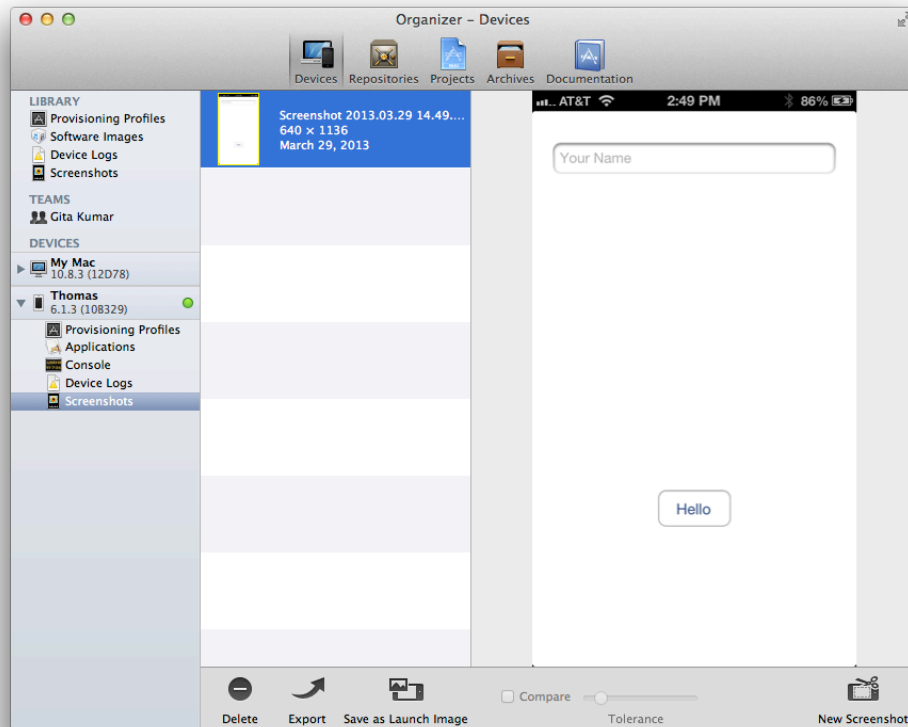 Organizer – Devices
Devices Repositories Projects Archives Documentation
LIBRARY
Provisioning Profiles
Software Images
Device Logs
Screenshots
TEAMS
Gita Kumar
DEVICES
My Mac
10.8.3 (12D78)
Thomas
6.1.3 (10B329)
Provisioning Profiles
Applications
Console
Device Logs
Screenshots
Screenshot 2013.03.29 14.49....
640 × 1136
March 29, 2013
AT&T 2:49 PM 86%
Your Name
Hello
Delete Export Save as Launch Image
Compare
Tolerance
New Screenshot